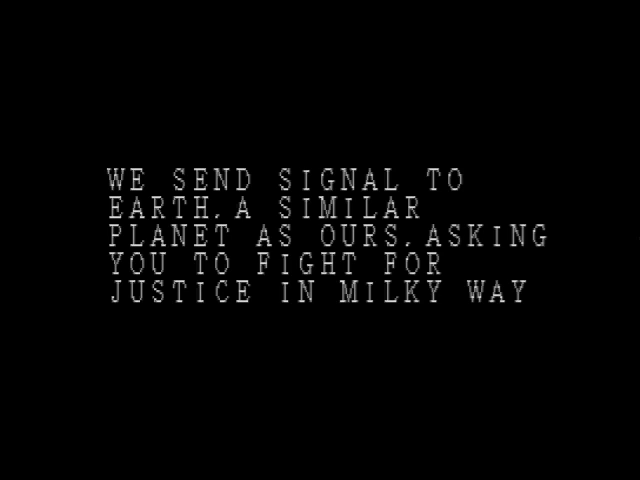 WE SEND SIGNAL TO
EARTH.A SIMILAR
PLANET AS OURS.ASKING
YOU TO FIGHT FOR
JUSTICE IN MILKY WAY